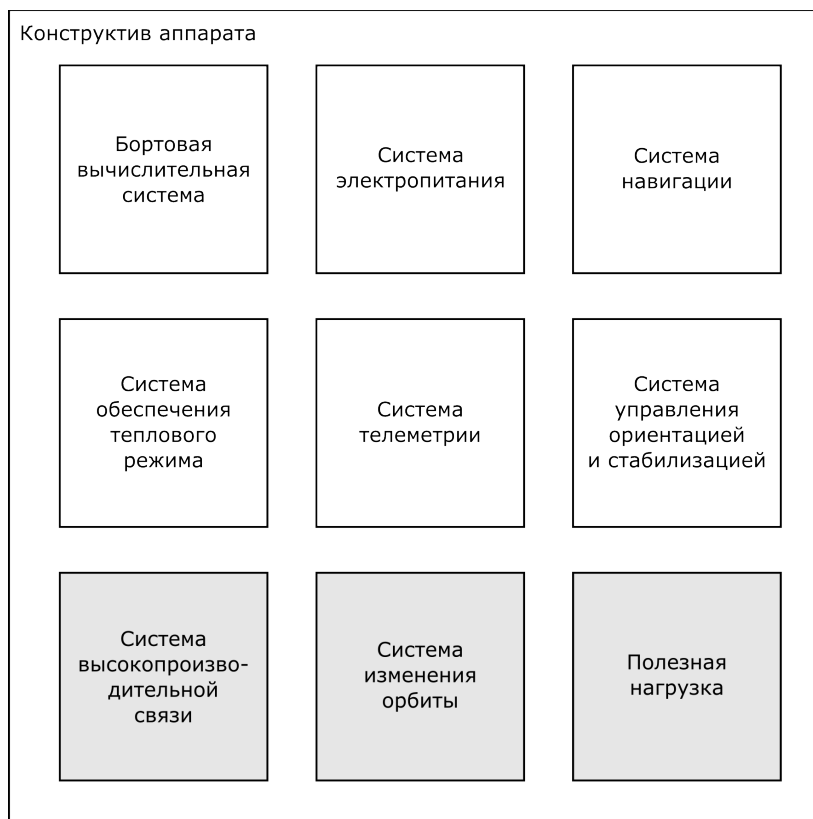 Конструктив аппарата
Бортовая
вычислительная
система
Система
электропитания
Система
навигации
Система
обеспечения
теплового
режима
Система
телеметрии
Система
управления
ориентацией
и стабилизацией
Система
высокопроизво-
дительной
связи
Система
изменения
орбиты
Полезная
нагрузка